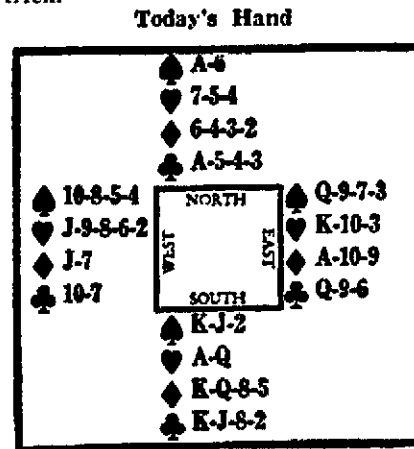 Today's Hand
♠ A-6
♥ 7-5-4
♦ 6-4-3-2
♣ A-5-4-3
♠ 10-8-5-4
♥ J-9-8-6-2
♦ J-7
♣ 10-7
NORTH
WEST
EAST
SOUTH
♠ Q-9-7-3
♥ K-10-3
♦ A-10-9
♣ Q-9-6
♠ K-J-2
♥ A-Q
♦ K-Q-8-5
♣ K-J-8-2